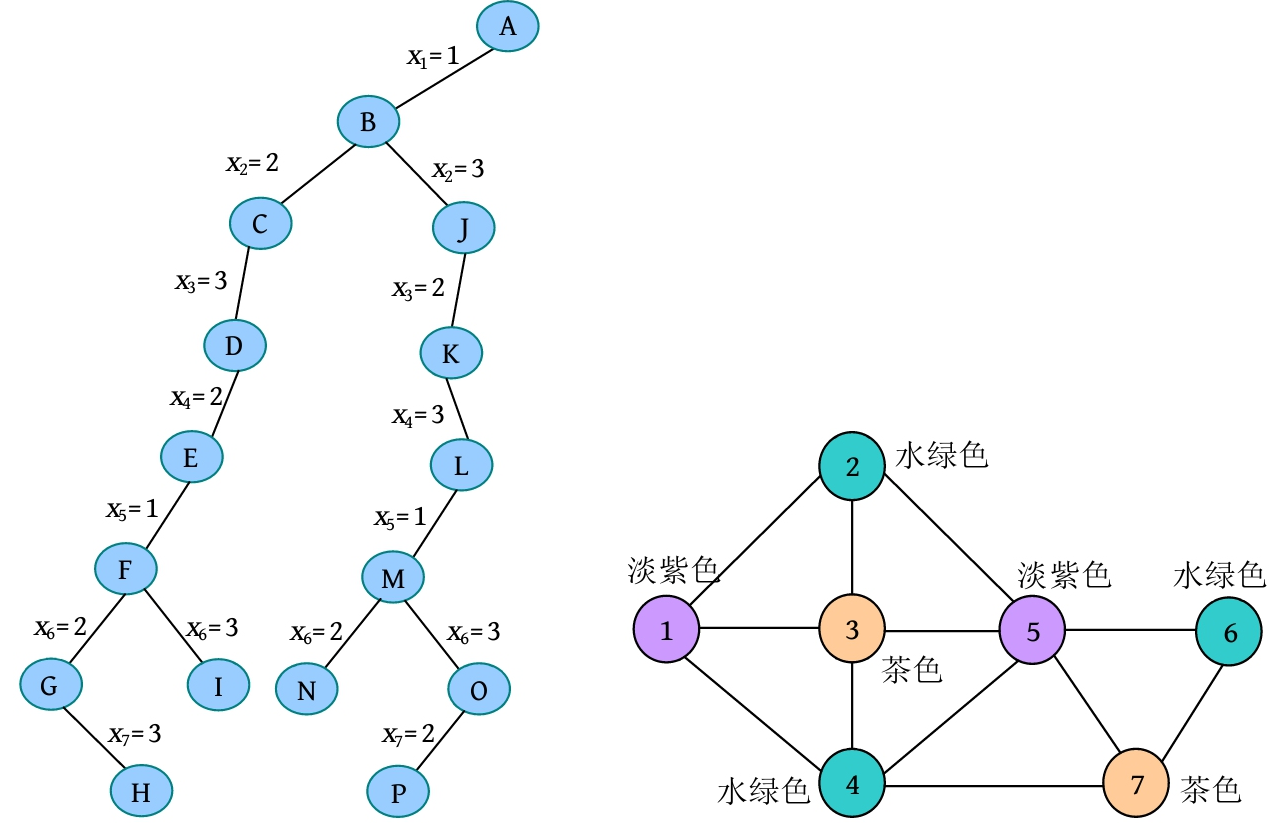 A
x₁=1
B
x₂=2
x₂=3
C
J
x₃=3
x₃=2
D
K
x₄=2
x₄=3
E
L
x₅=1
x₅=1
F
M
x₆=2
x₆=3
x₆=2
x₆=3
G
I
N
O
x₇=3
x₇=2
H
P
2
水绿色
淡紫色
淡紫色
水绿色
1
3
5
6
茶色
水绿色
4
7
茶色